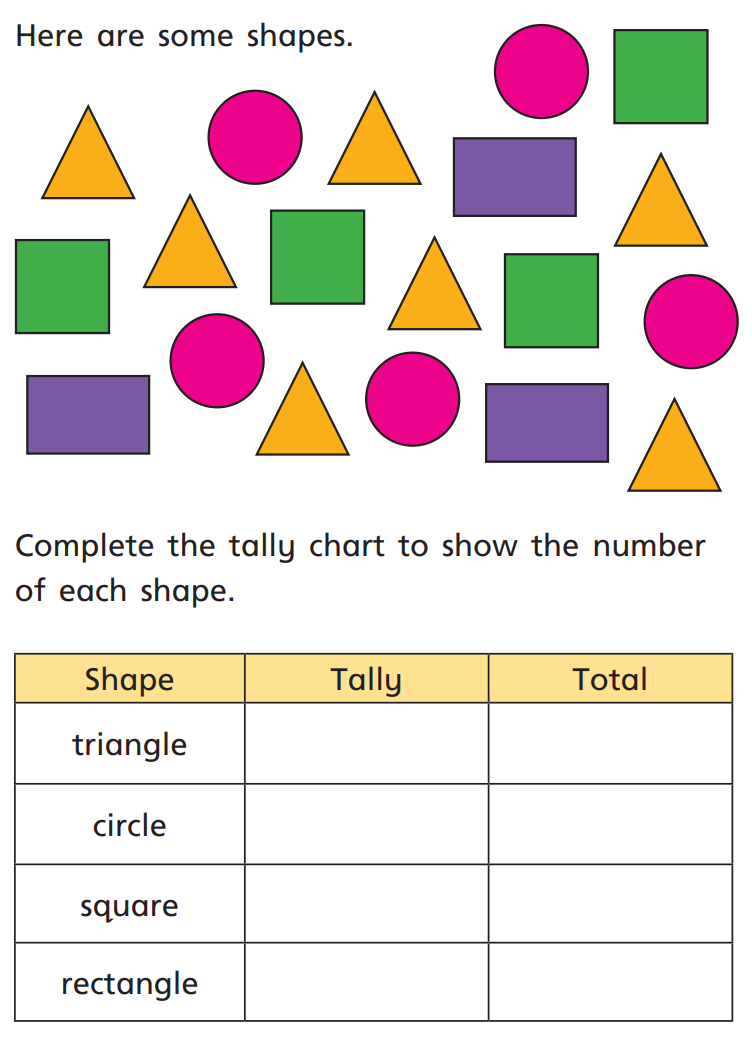 Here are some shapes.
Complete the tally chart to show the number
of each shape.
Shape Tally Total
triangle
circle
square
rectangle